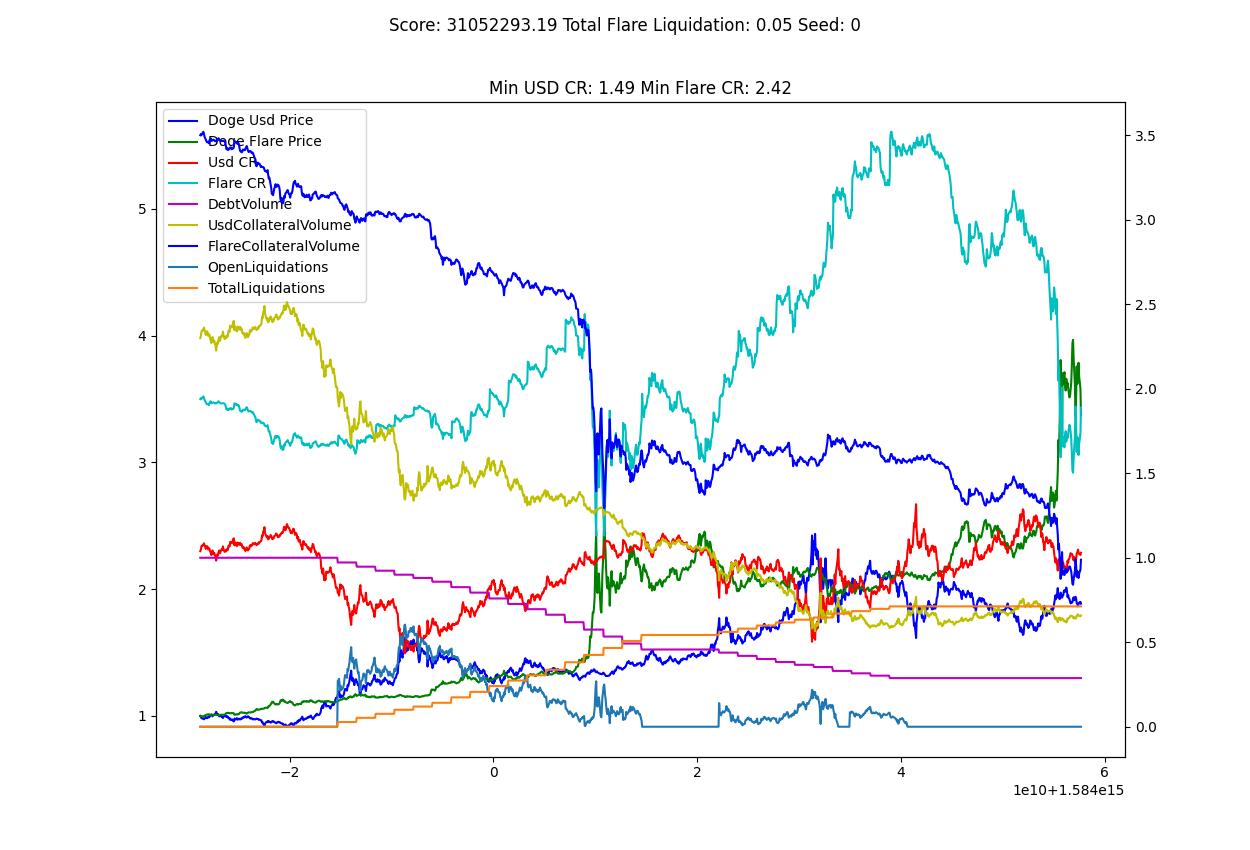 Score: 31052293.19 Total Flare Liquidation: 0.05 Seed: 0
Min USD CR: 1.49 Min Flare CR: 2.42
Doge Usd Price
Doge Flare Price
Usd CR
Flare CR
DebtVolume
UsdCollateralVolume
FlareCollateralVolume
OpenLiquidations
TotalLiquidations
5
4
3
2
1
3.5
3.0
2.5
2.0
1.5
1.0
0.5
0.0
−2
0
2
4
6
1e10+1.584e15